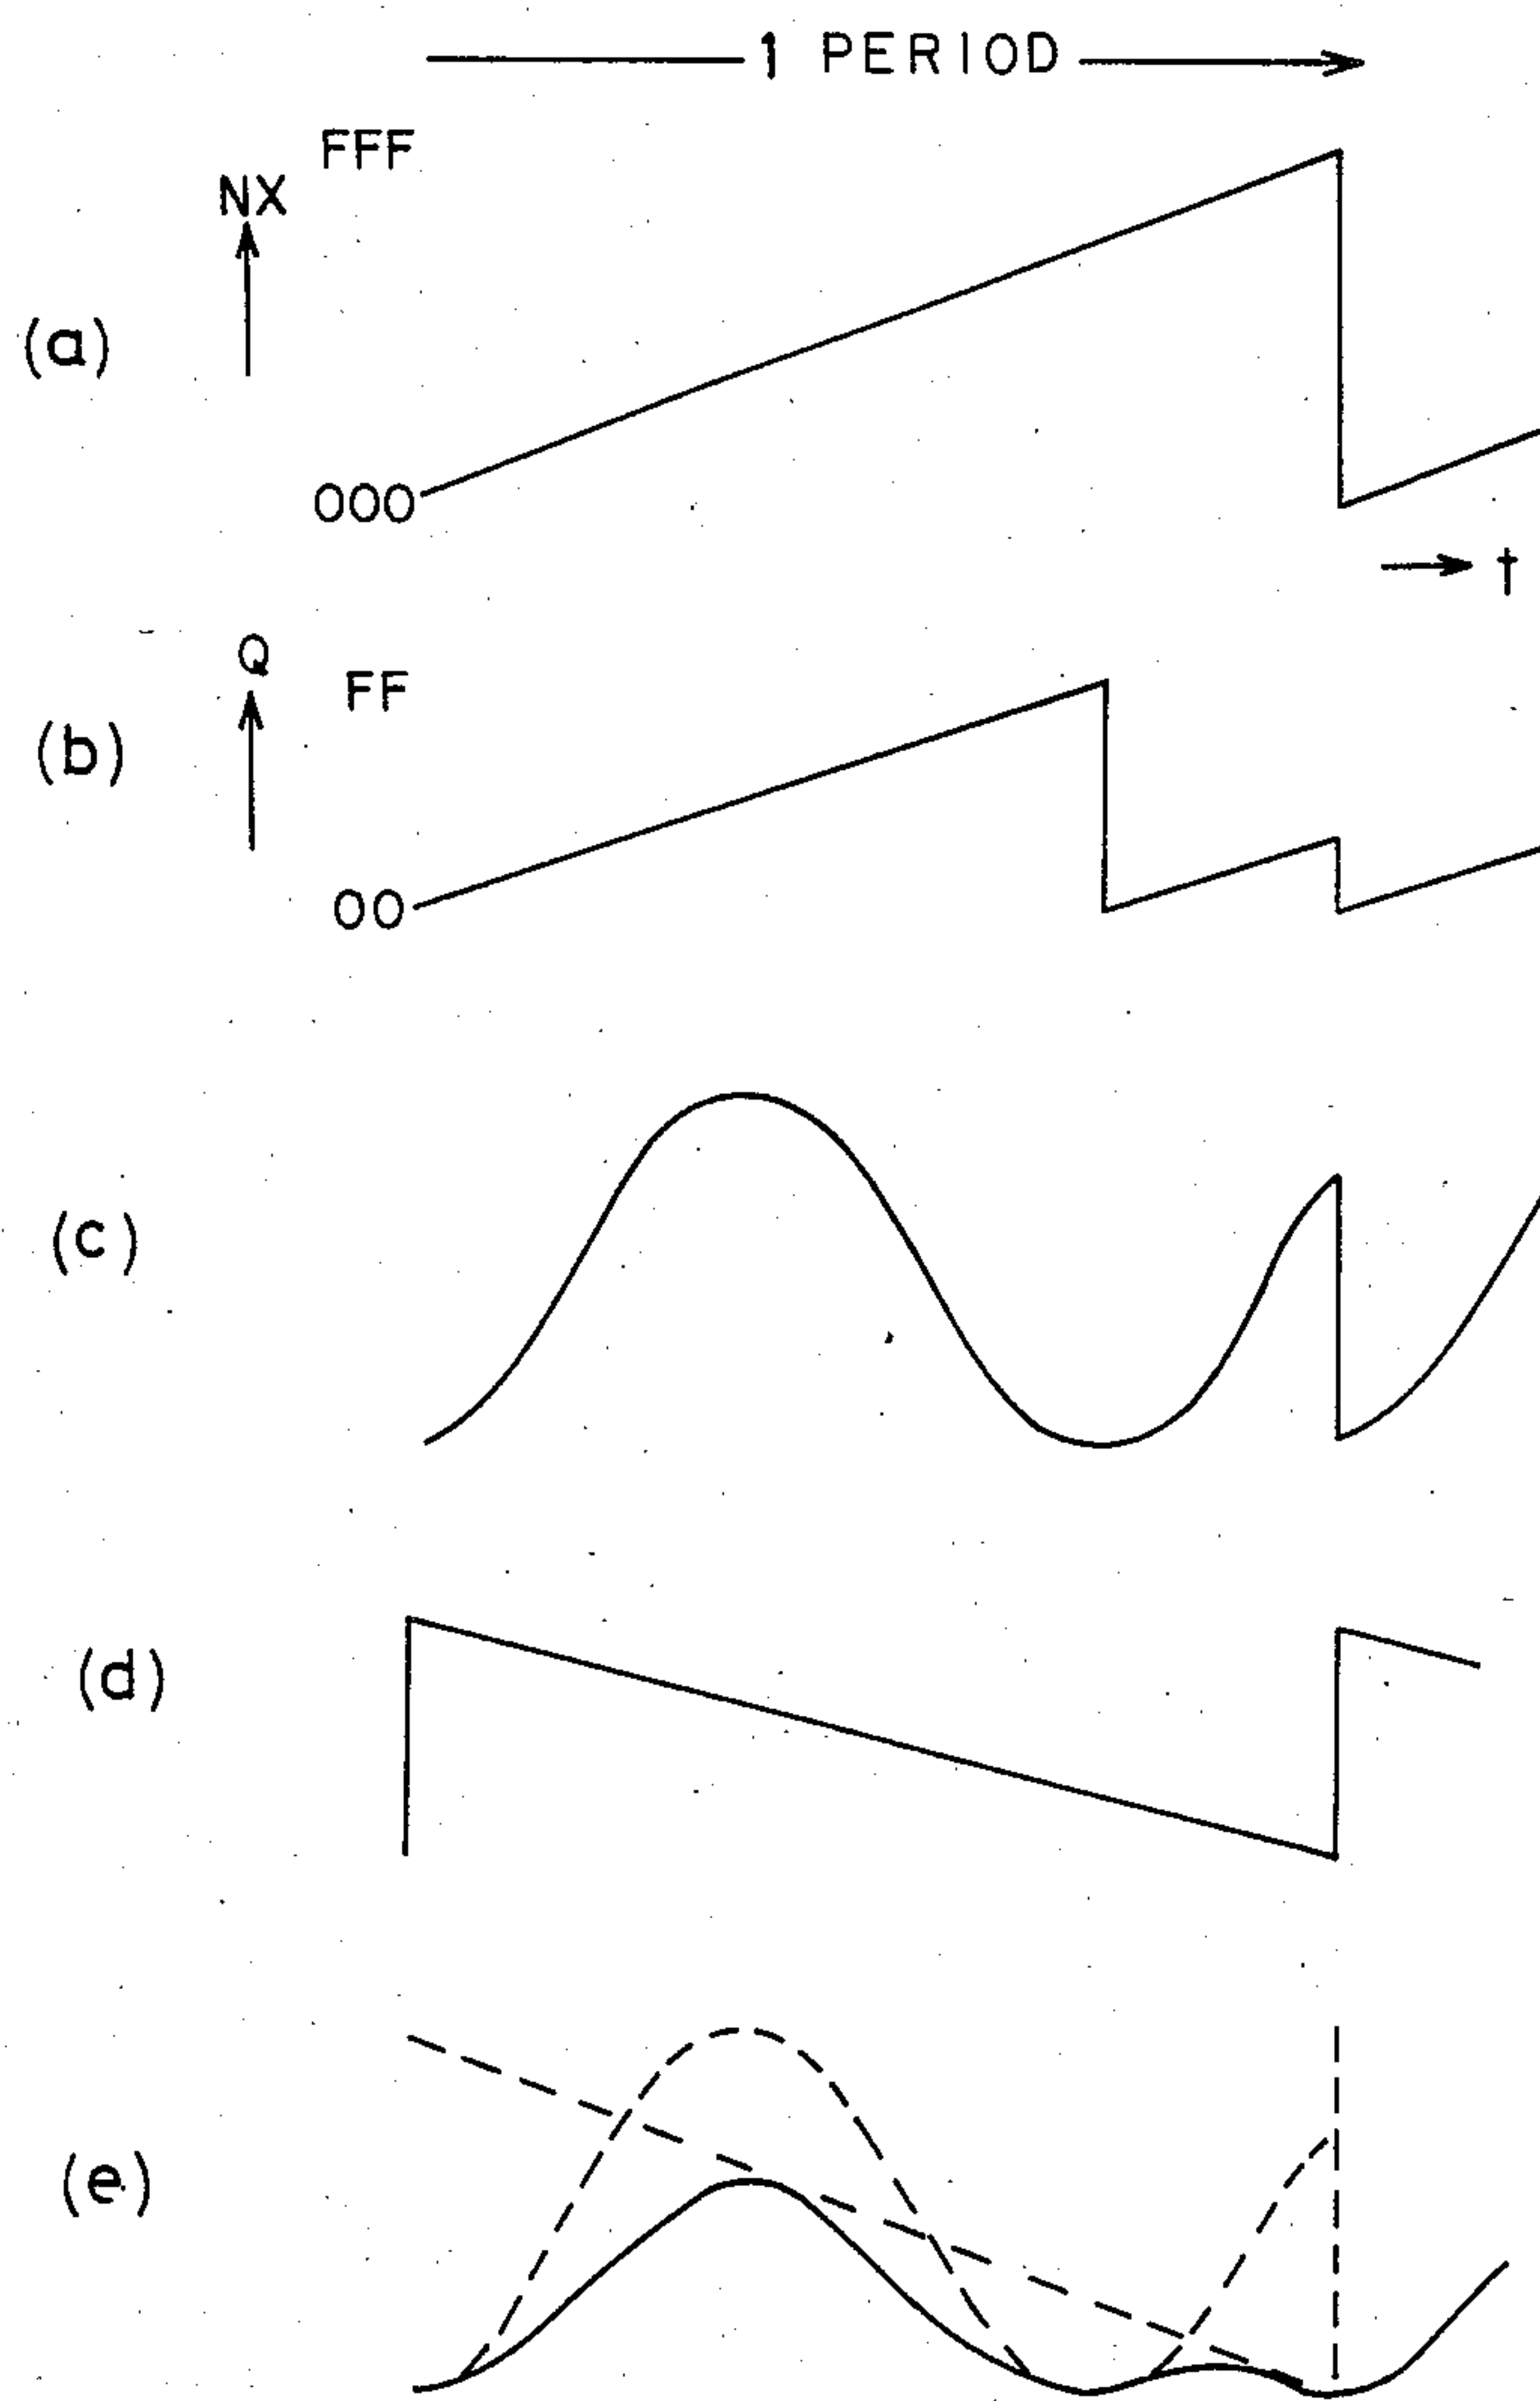 1 PERIOD
FFF
NX
(a)
000
t
Q
FF
(b)
00
(c)
(d)
(e)